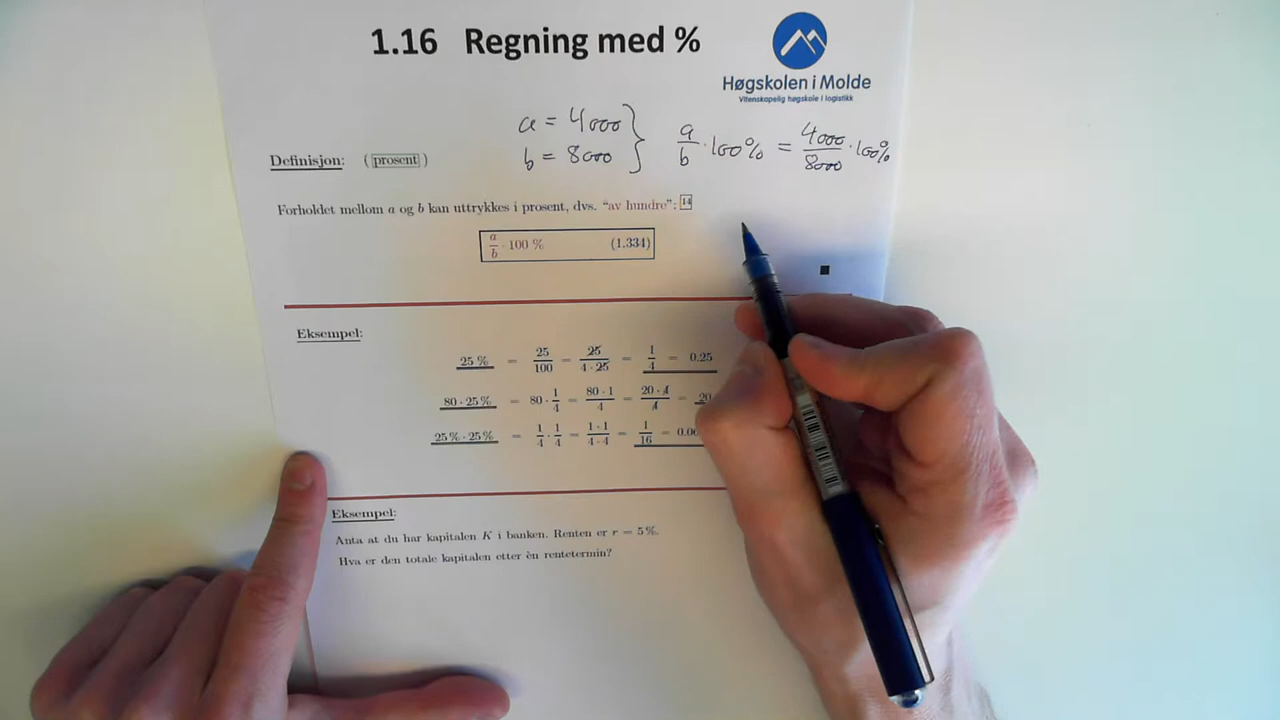 1.16 Regning med %
Høgskolen i Molde
Vitenskapelig høgskole i logistikk
a = 4000
b = 8000 } a/b · 100% = 4000/8000 · 100%
Definisjon: ( prosent )
Forholdet mellom a og b kan uttrykkes i prosent, dvs. “av hundre”: 14
a/b · 100 % (1.334)
Eksempel:
25 % = 25/100 = 25/4·25 = 1/4 = 0.25
80 · 25 % = 80 · 1/4 = 80·1/4 = 20·4/4 = 20
25 % · 25 % = 1/4 · 1/4 = 1·1/4·4 = 1/16 = 0.0
Eksempel:
Anta at du har kapitalen K i banken. Renten er r = 5 %.
Hva er den totale kapitalen etter èn rentetermin?